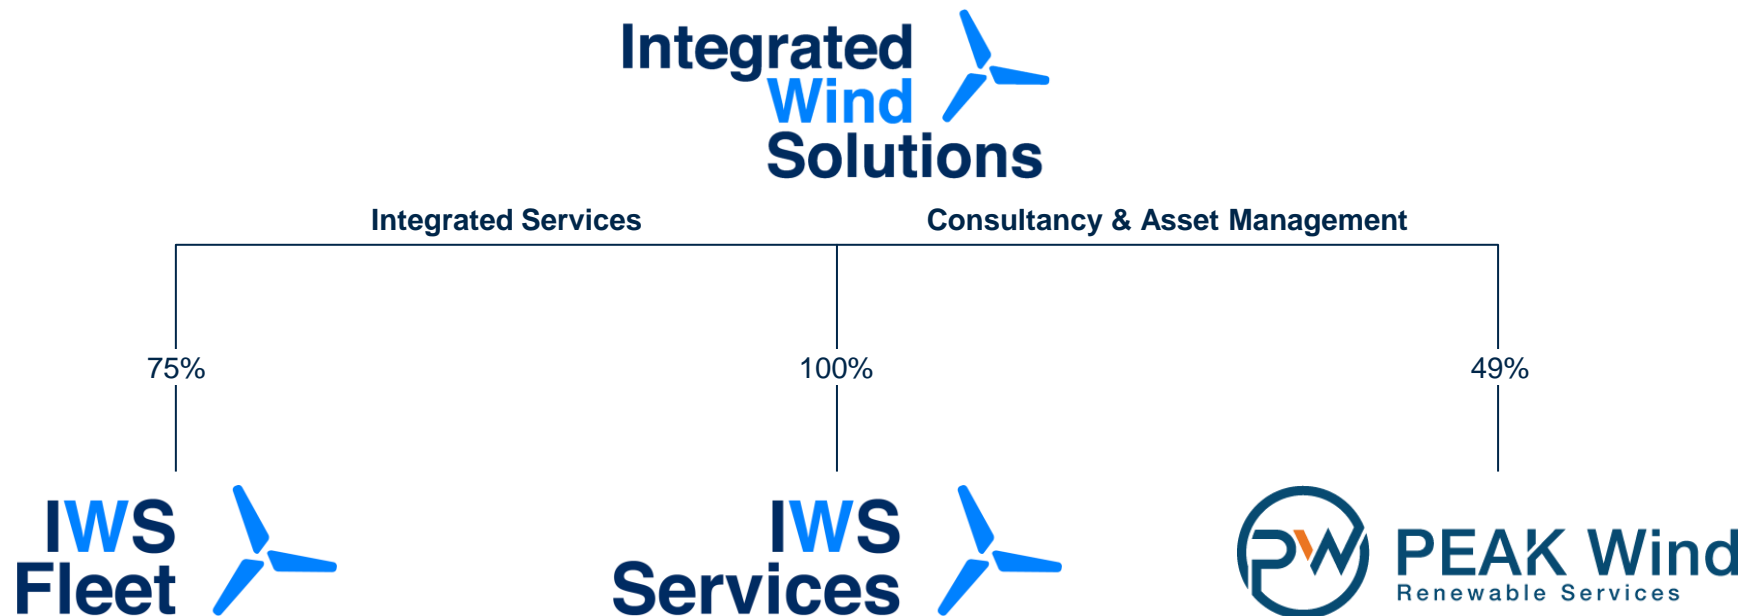 Integrated
Wind
Solutions
Integrated Services
Consultancy & Asset Management
75%
100%
49%
IWS
Fleet
IWS
Services
PW
PEAK Wind
Renewable Services